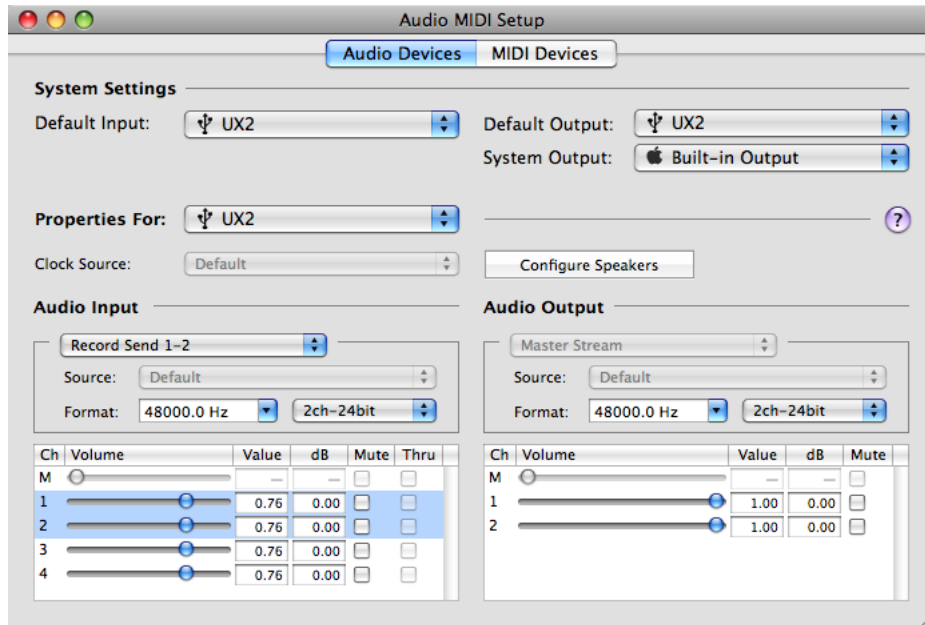 Audio MIDI Setup
Audio Devices MIDI Devices
System Settings
Default Input: UX2 Default Output: UX2
System Output: Built-in Output
Properties For: UX2 ?
Clock Source: Default Configure Speakers
Audio Input Audio Output
Record Send 1-2 Master Stream
Source: Default Source: Default
Format: 48000.0 Hz 2ch-24bit Format: 48000.0 Hz 2ch-24bit
Ch Volume Value dB Mute Thru Ch Volume Value dB Mute
M — — M — —
1 0.76 0.00 1 1.00 0.00
2 0.76 0.00 2 1.00 0.00
3 0.76 0.00
4 0.76 0.00